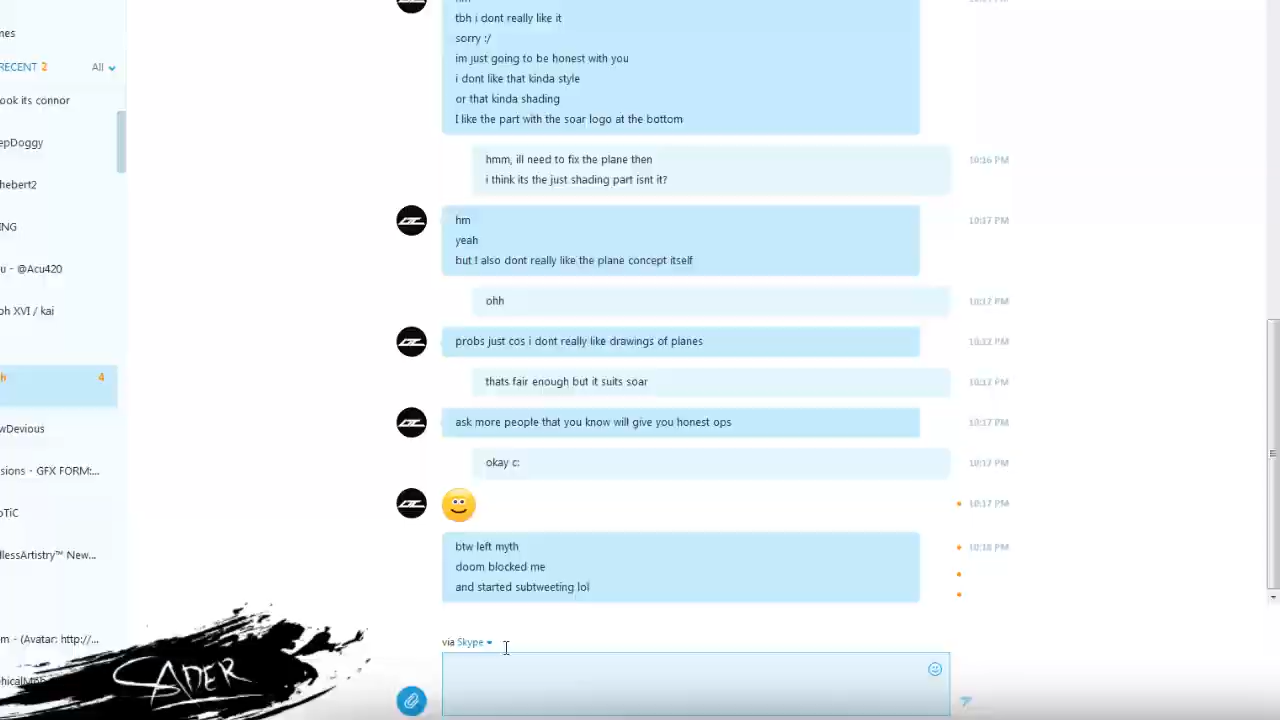 tbh i dont really like it
sorry :/
im just going to be honest with you
i dont like that kinda style
or that kinda shading
I like the part with the soar logo at the bottom
mes
RECENT 2 All
ook its connor
epDoggy
hebert2
ING
u - @Acu420
ph XVI / kai
h 4
wDevious
sions - GFX FORM:...
oTiC
dlessArtistry™ New...
m - (Avatar: http://...
hmm, ill need to fix the plane then 10:16 PM
i think its the just shading part isnt it?
hm 10:17 PM
yeah
but I also dont really like the plane concept itself
ohh 10:17 PM
probs just cos i dont really like drawings of planes 10:17 PM
thats fair enough but it suits soar 10:17 PM
ask more people that you know will give you honest ops 10:17 PM
okay c: 10:17 PM
10:17 PM
btw left myth 10:18 PM
doom blocked me
and started subtweeting lol
via Skype
SADER